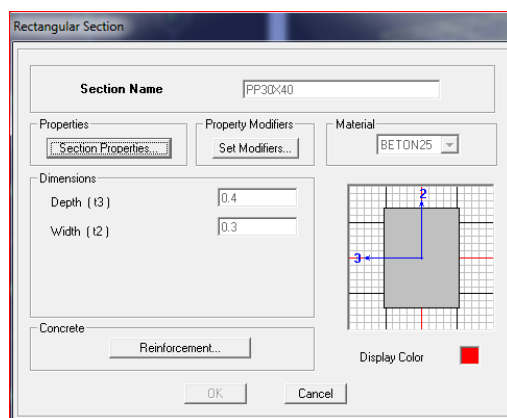 Rectangular Section
Section Name PP30X40
Properties Property Modifiers Material
Section Properties... Set Modifiers... BETON25
Dimensions
Depth ( t3 ) 0.4
Width ( t2 ) 0.3
2
3
Concrete
Reinforcement...
Display Color
OK Cancel